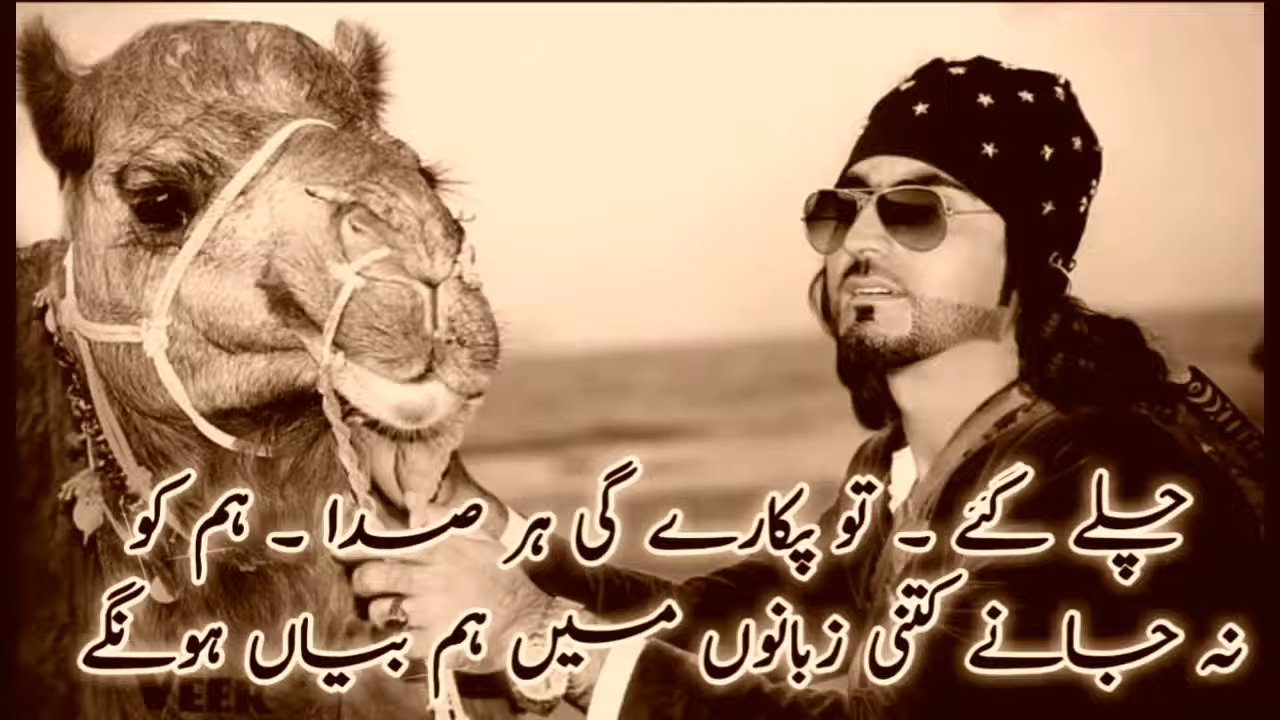 چلے گئے ۔ تو پکارے گی ہر صدا ۔ ہم کو
نہ جانے کتنی زبانوں میں ہم بیاں ہونگے